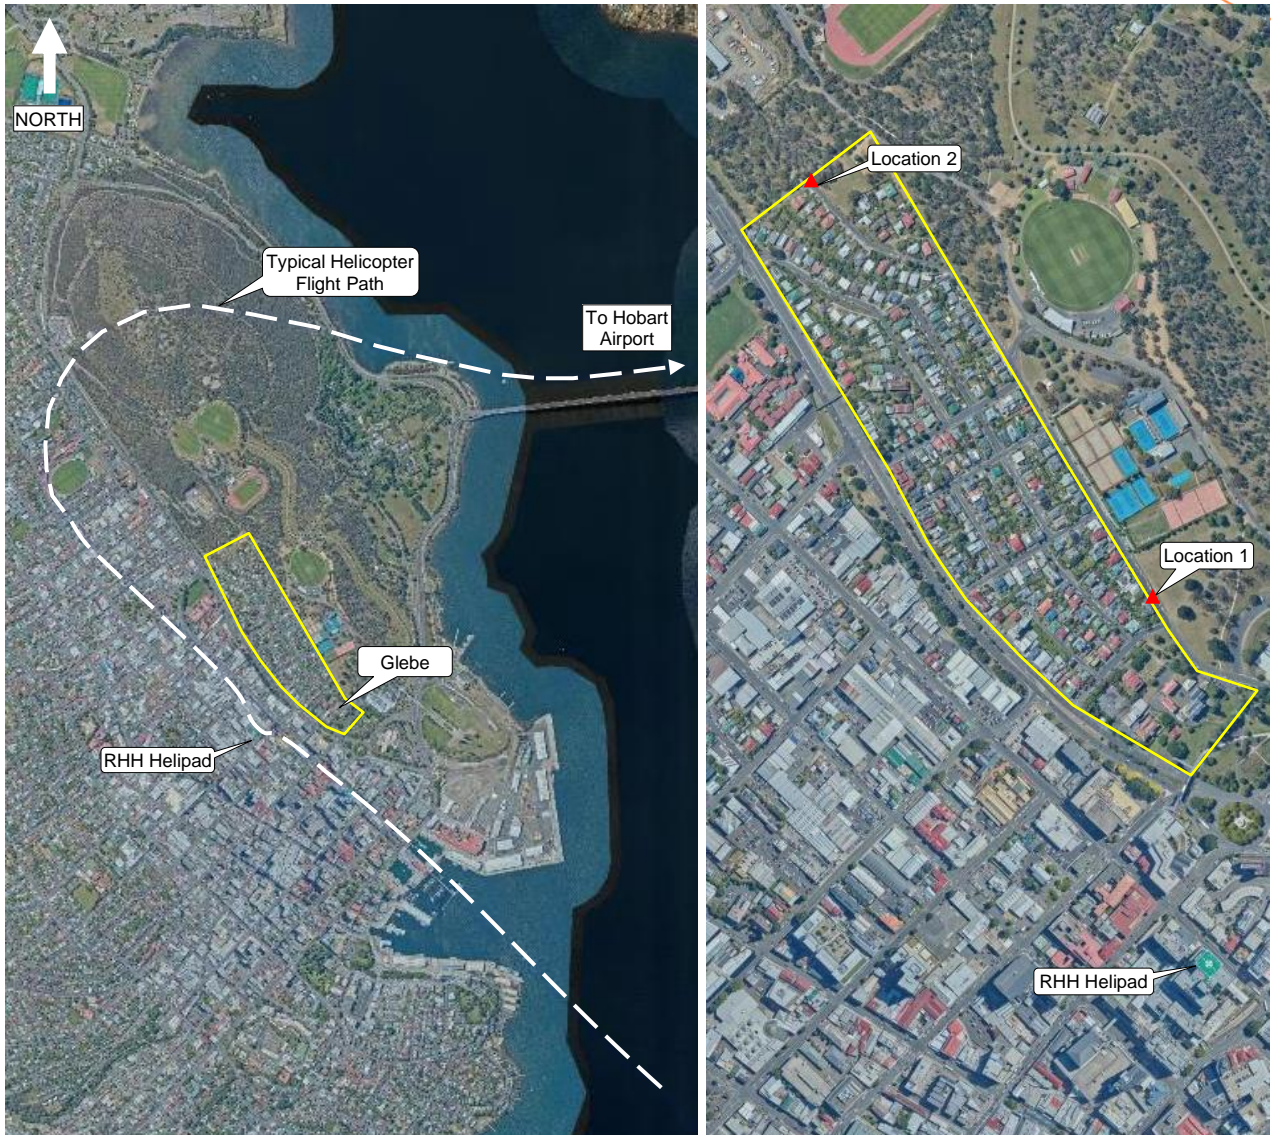 NORTH
Typical Helicopter
Flight Path
To Hobart
Airport
Glebe
RHH Helipad
Location 2
Location 1
RHH Helipad